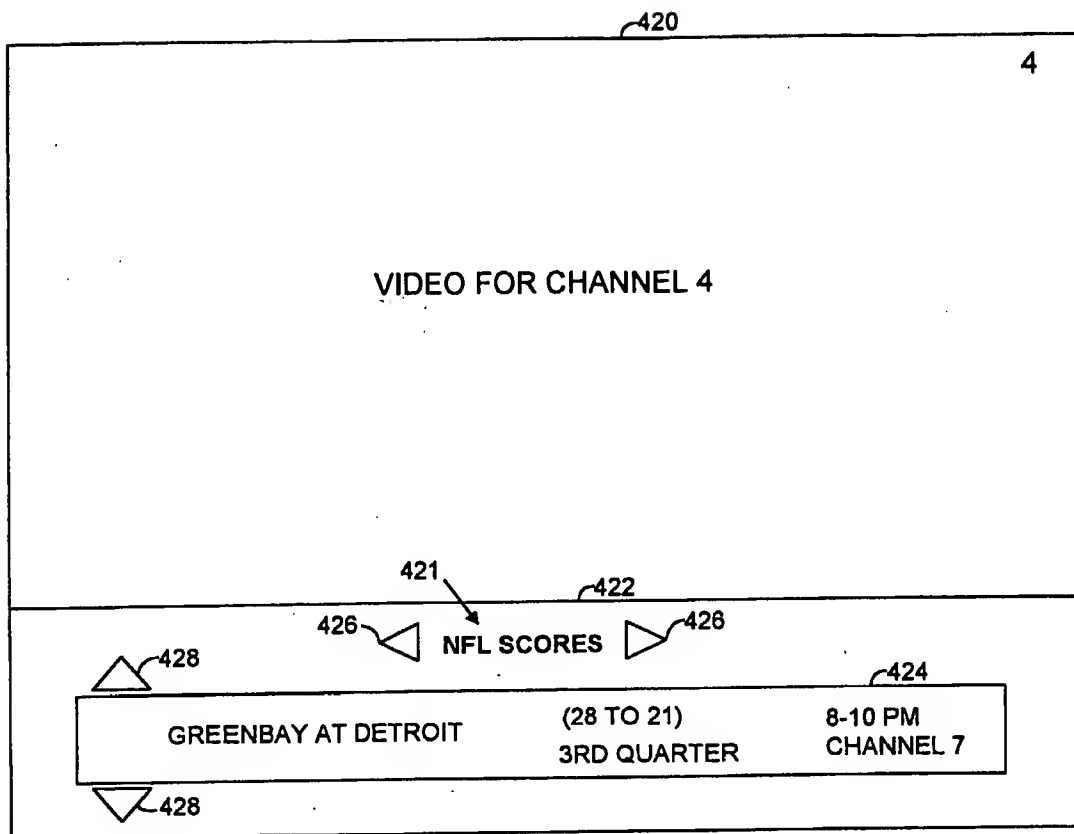 420
4
VIDEO FOR CHANNEL 4
421
422
426 NFL SCORES 426
428
424
GREENBAY AT DETROIT (28 TO 21) 8-10 PM
3RD QUARTER CHANNEL 7
428